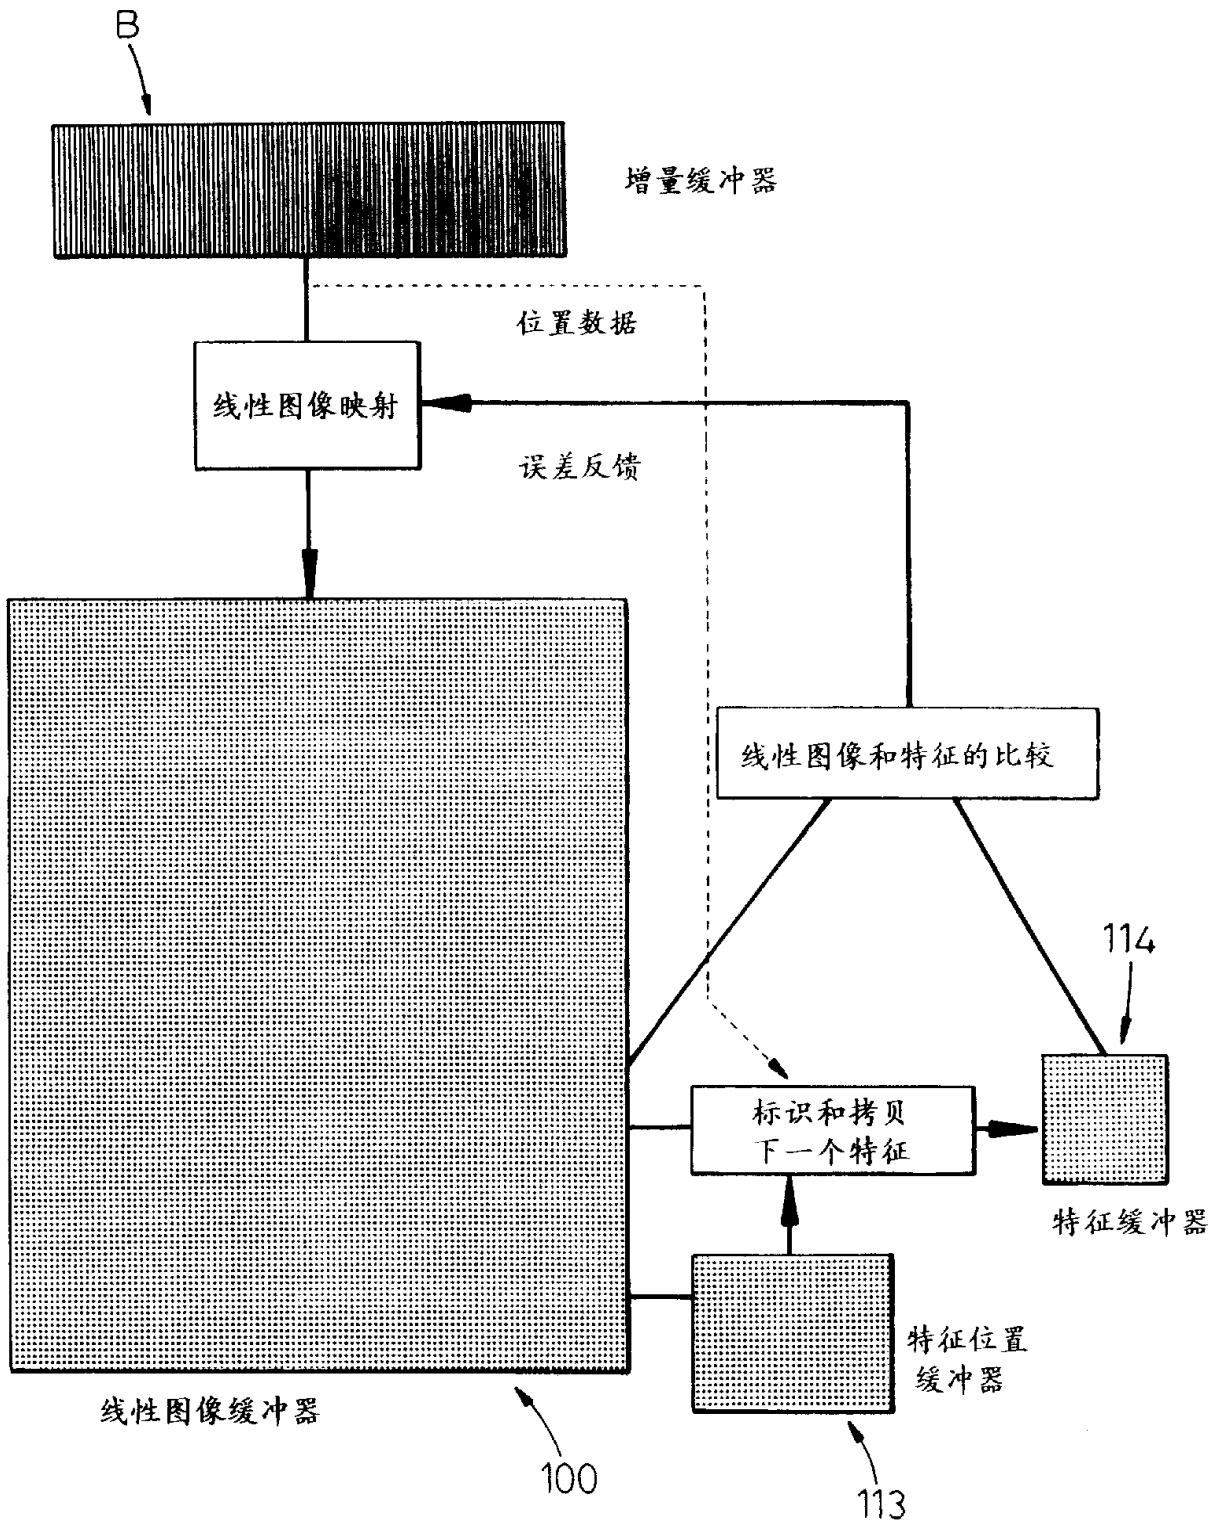 B
增量缓冲器
位置数据
线性图像映射
误差反馈
线性图像和特征的比较
114
标识和拷贝
下一个特征
特征缓冲器
特征位置
缓冲器
线性图像缓冲器
100
113